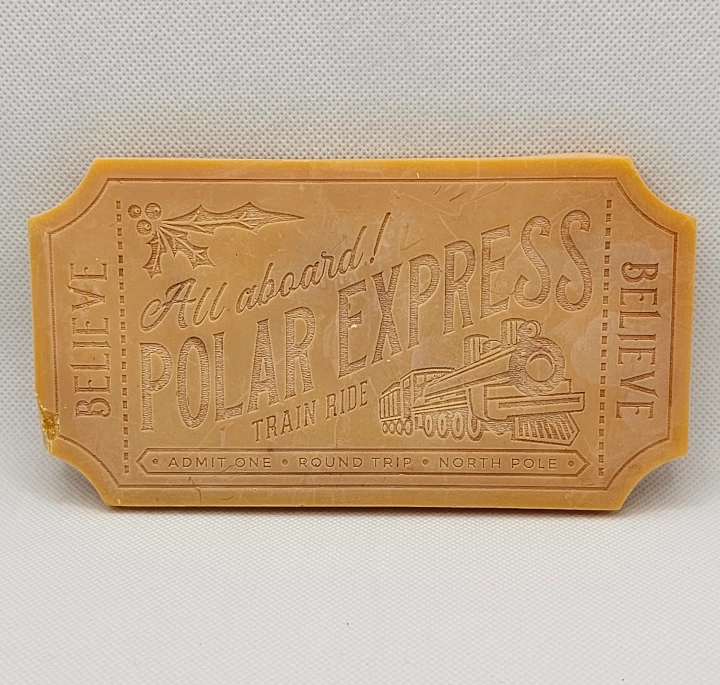 BELIEVE
All aboard!
POLAR EXPRESS
TRAIN RIDE
• ADMIT ONE • ROUND TRIP • NORTH POLE •
BELIEVE